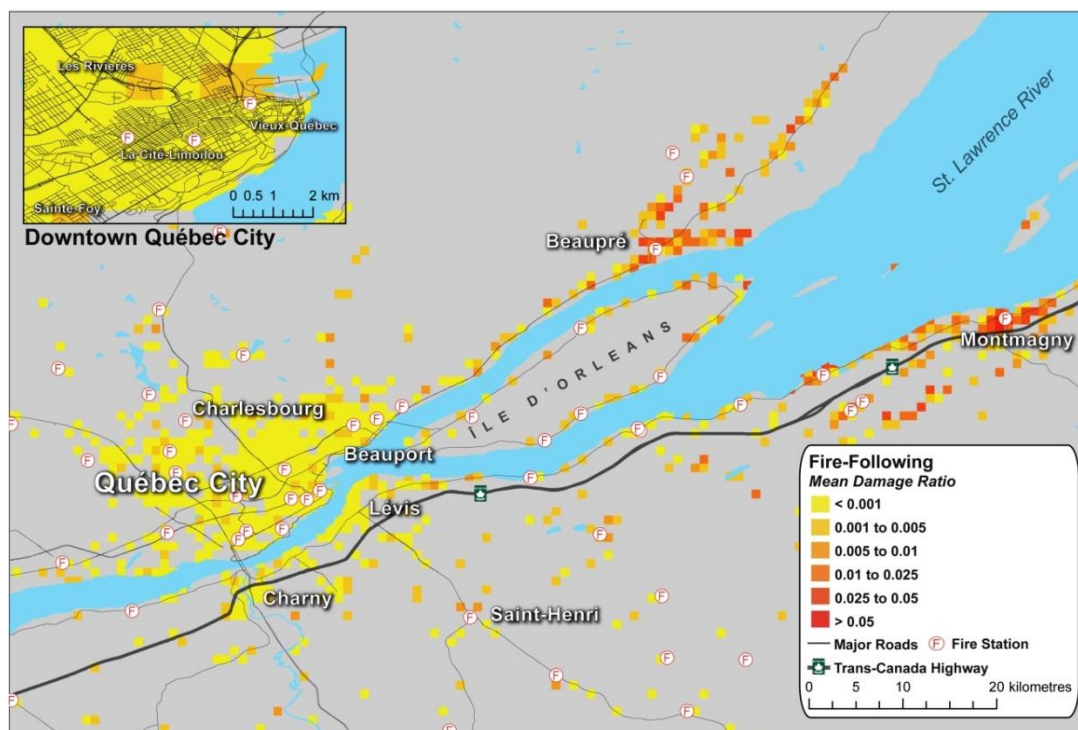 Les Rivières
Vieux-Québec
La Cité-Limoilou
Sainte-Foy
0 0.5 1 2 km
Downtown Québec City
St. Lawrence River
Beaupré
ÎLE D'ORLEANS
Montmagny
Charlesbourg
Beauport
Québec City
Lévis
Charny
Saint-Henri
Fire-Following
Mean Damage Ratio
< 0.001
0.001 to 0.005
0.005 to 0.01
0.01 to 0.025
0.025 to 0.05
> 0.05
Major Roads F Fire Station
Trans-Canada Highway
0 5 10 20 kilometres